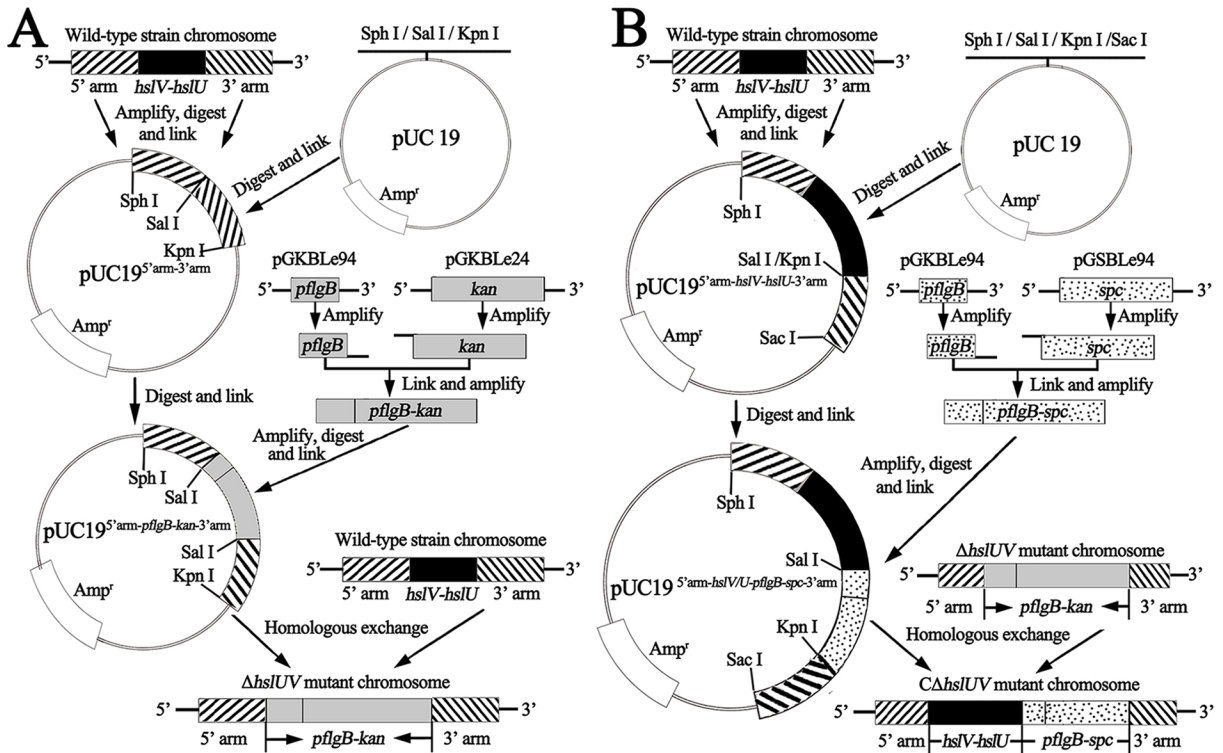 A
Wild-type strain chromosome
5’ 3’
5’ arm hslV-hslU 3’ arm
Amplify, digest
and link
Sph I / Sal I / Kpn I
pUC 19
Ampr
Digest and link
Sph I
Sal I
Kpn I
pUC195’arm-3’arm
Ampr
pGKBLe94 pGKBLe24
5’ pflgB 3’ 5’ kan 3’
Amplify Amplify
pflgB kan
Link and amplify
pflgB-kan
Digest and link
Amplify, digest
and link
Sph I
Sal I
pUC195’arm-pflgB-kan-3’arm
Sal I
Kpn I
Ampr
Wild-type strain chromosome
5’ 3’
5’ arm hslV-hslU 3’ arm
Homologous exchange
ΔhslUV mutant chromosome
5’ 3’
5’ arm pflgB-kan 3’ arm
B
Wild-type strain chromosome
5’ 3’
5’ arm hslV-hslU 3’ arm
Amplify, digest
and link
Sph I / Sal I / Kpn I /Sac I
pUC 19
Ampr
Digest and link
Sph I
Sal I /Kpn I
pUC195’arm-hslV-hslU-3’arm
Sac I
Ampr
pGKBLe94 pGSBLe94
5’ pflgB 3’ 5’ spc 3’
Amplify Amplify
pflgB spc
Link and amplify
pflgB-spc
Digest and link
Amplify, digest
and link
Sph I
Sal I
pUC19 5’arm-hslV/U-pflgB-spc-3’arm
Kpn I
Sac I
Ampr
ΔhslUV mutant chromosome
5’ 3’
5’ arm pflgB-kan 3’ arm
Homologous exchange
CΔhslUV mutant chromosome
5’ 3’
5’ arm hslV-hslU pflgB-spc 3’ arm